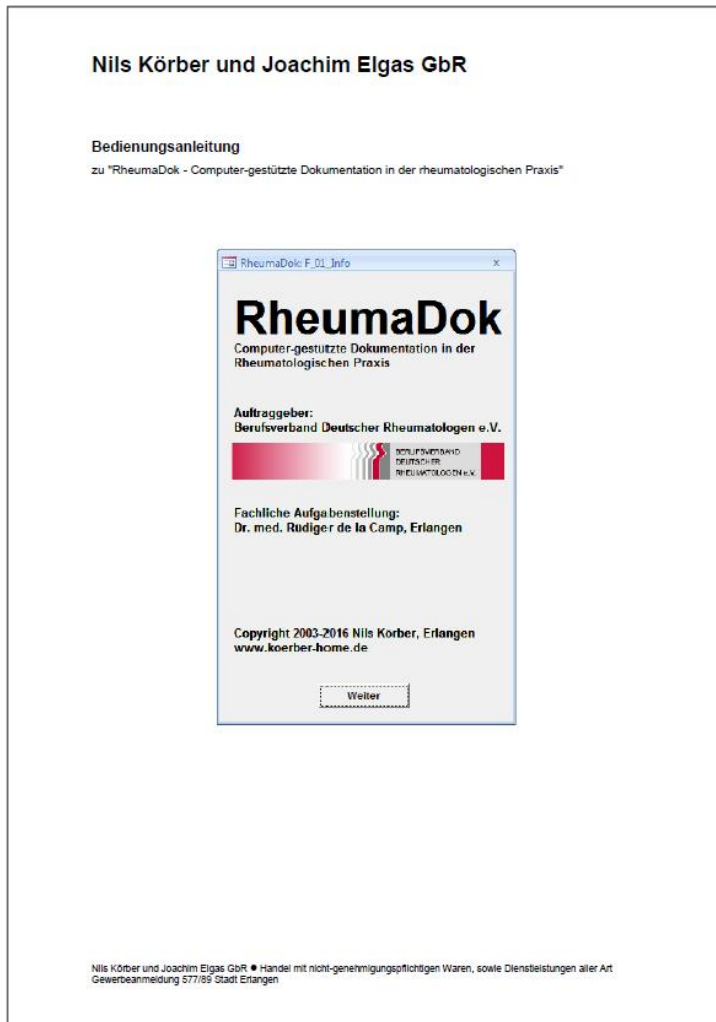 Nils Körber und Joachim Elgas GbR
Bedienungsanleitung
zu "RheumaDok - Computer-gestützte Dokumentation in der rheumatologischen Praxis"
RheumaDok: F_01_Info x
RheumaDok
Computer-gestützte Dokumentation in der
Rheumatologischen Praxis
Auftraggeber:
Berufsverband Deutscher Rheumatologen e.V.
BERUFSVERBAND
DEUTSCHER
RHEUMATOLOGEN e.V.
Fachliche Aufgabenstellung:
Dr. med. Rüdiger de la Camp, Erlangen
Copyright 2003-2016 Nils Körber, Erlangen
www.koerber-home.de
Weiter
Nils Körber und Joachim Elgas GbR ● Handel mit nicht-genehmigungspflichtigen Waren, sowie Dienstleistungen aller Art
Gewerbeanmeldung 577/89 Stadt Erlangen